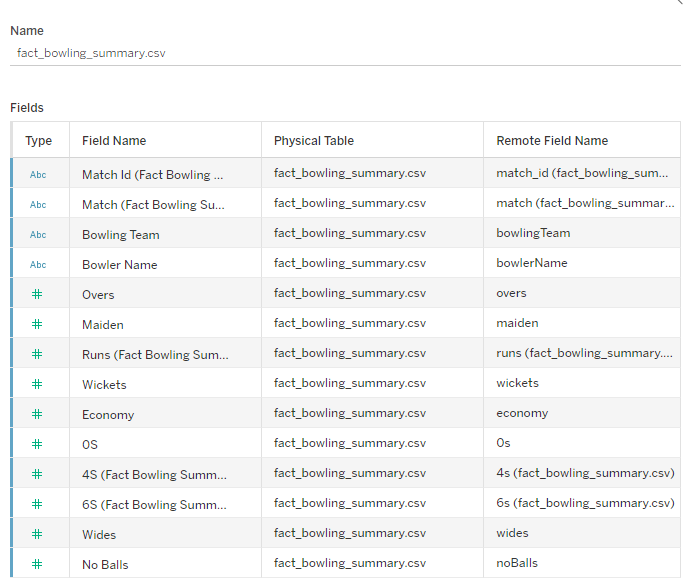 Name
fact_bowling_summary.csv
Fields
Type Field Name Physical Table Remote Field Name
Abc Match Id (Fact Bowling ... fact_bowling_summary.csv match_id (fact_bowling_sum...
Abc Match (Fact Bowling Su... fact_bowling_summary.csv match (fact_bowling_summar...
Abc Bowling Team fact_bowling_summary.csv bowlingTeam
Abc Bowler Name fact_bowling_summary.csv bowlerName
# Overs fact_bowling_summary.csv overs
# Maiden fact_bowling_summary.csv maiden
# Runs (Fact Bowling Sum... fact_bowling_summary.csv runs (fact_bowling_summary....
# Wickets fact_bowling_summary.csv wickets
# Economy fact_bowling_summary.csv economy
# 0S fact_bowling_summary.csv 0s
# 4S (Fact Bowling Summ... fact_bowling_summary.csv 4s (fact_bowling_summary.csv)
# 6S (Fact Bowling Summ... fact_bowling_summary.csv 6s (fact_bowling_summary.csv)
# Wides fact_bowling_summary.csv wides
# No Balls fact_bowling_summary.csv noBalls